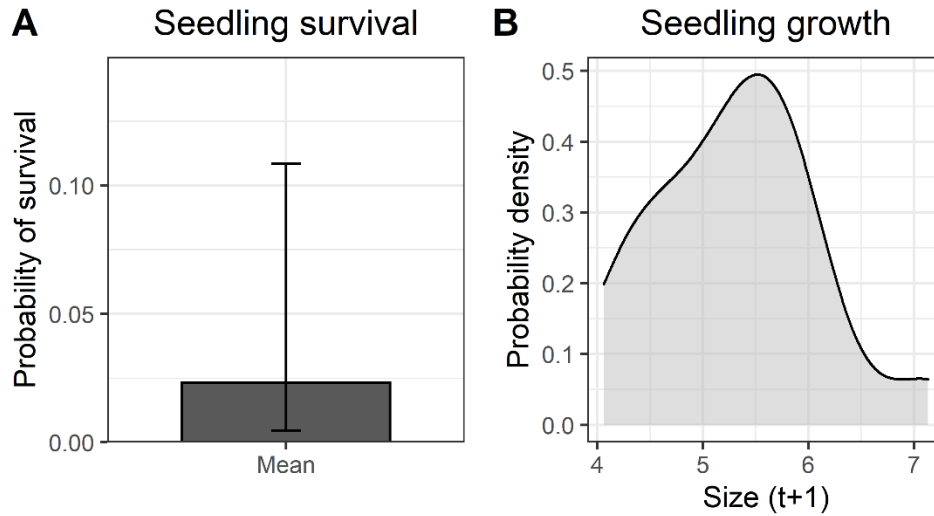 A Seedling survival
Probability of survival
0.10
0.05
0.00
Mean
B Seedling growth
Probability density
0.5
0.4
0.3
0.2
0.1
0.0
4 5 6 7
Size (t+1)